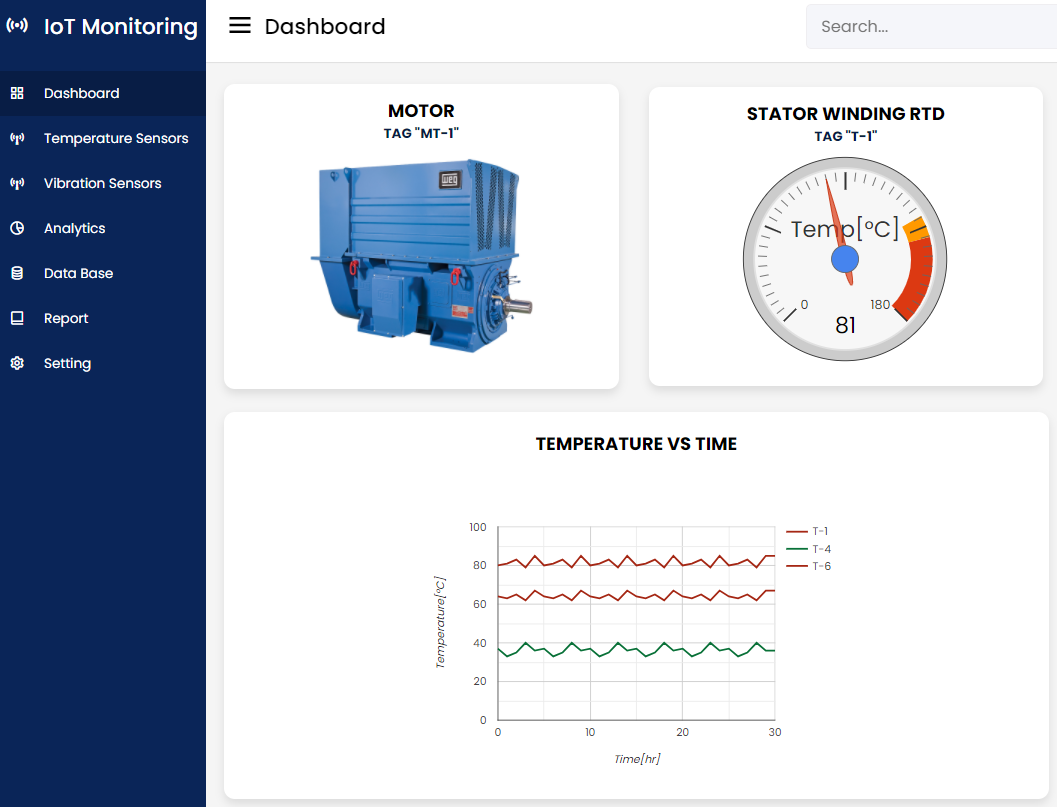 IoT Monitoring
Dashboard
Search...
Dashboard
Temperature Sensors
Vibration Sensors
Analytics
Data Base
Report
Setting
MOTOR
TAG "MT-1"
weg
STATOR WINDING RTD
TAG "T-1"
Temp[°C]
0
180
81
TEMPERATURE VS TIME
100
80
60
40
20
0
Temperature[°C]
0
10
20
30
Time[hr]
T-1
T-4
T-6